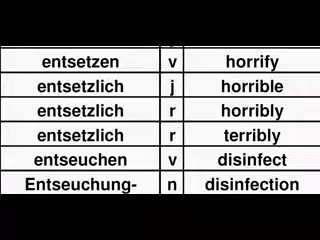 entsetzen v horrify
entsetzlich j horrible
entsetzlich r horribly
entsetzlich r terribly
entseuchen v disinfect
Entseuchung- n disinfection